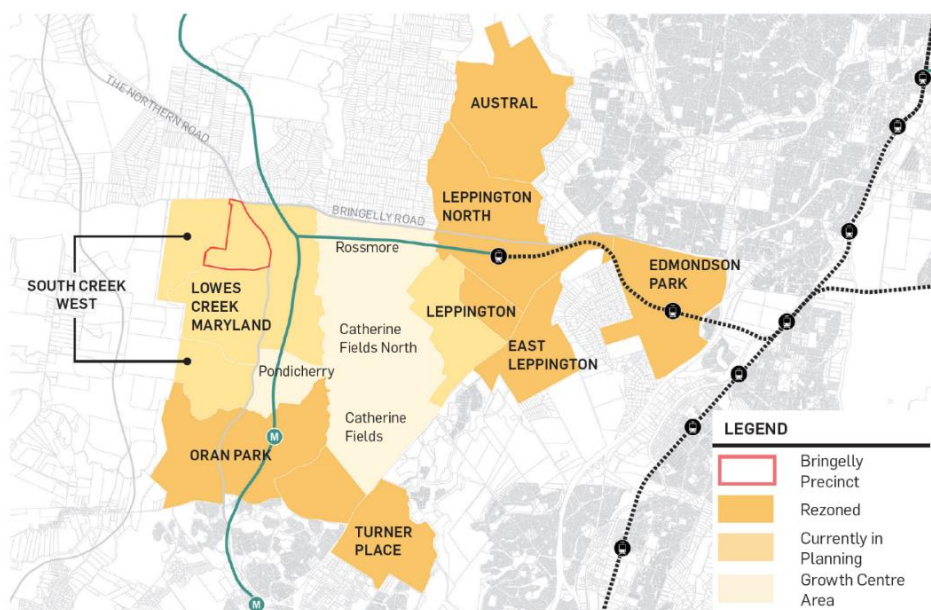 THE NORTHERN ROAD
AUSTRAL
LEPPINGTON
NORTH
BRINGELLY ROAD
Rossmore
EDMONDSON
PARK
SOUTH CREEK
WEST
LOWES
CREEK
MARYLAND
LEPPINGTON
Catherine
Fields North
EAST
LEPPINGTON
Pondicherry
Catherine
Fields
M
ORAN PARK
TURNER
PLACE
M
LEGEND
Bringelly
Precinct
Rezoned
Currently in
Planning
Growth Centre
Area